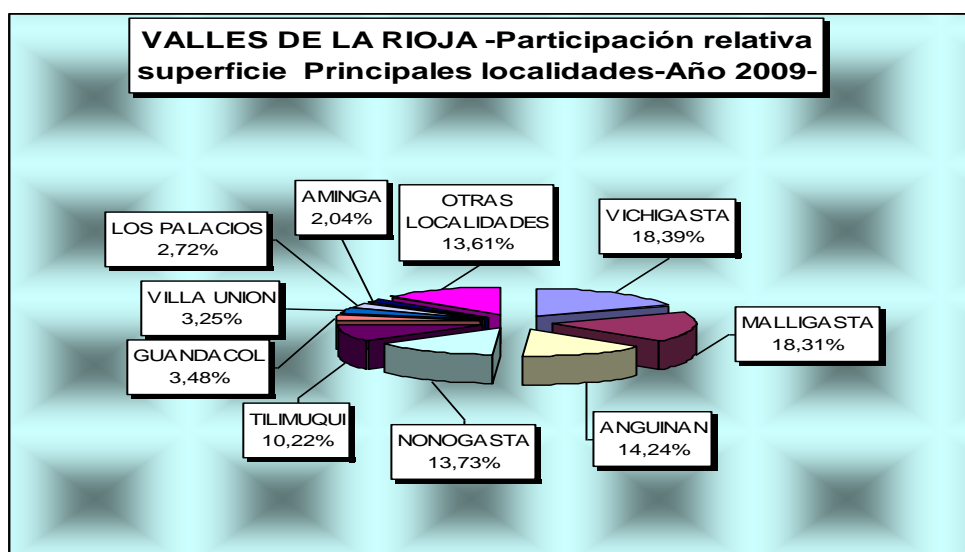 VALLES DE LA RIOJA -Participación relativa
superficie Principales localidades-Año 2009-
AMINGA
2,04%
OTRAS
LOCALIDADES
13,61%
VICHIGASTA
18,39%
LOS PALACIOS
2,72%
VILLA UNION
3,25%
MALLIGASTA
18,31%
GUANDACOL
3,48%
TILIMUQUI
10,22%
NONOGASTA
13,73%
ANGUINAN
14,24%